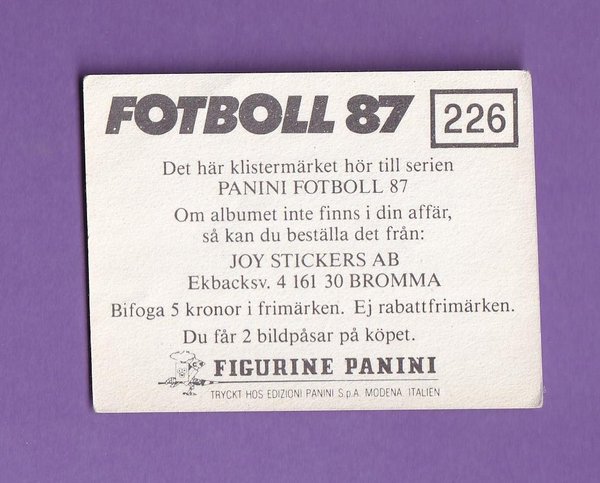 FOTBOLL 87 226
Det här klistermärket hör till serien
PANINI FOTBOLL 87
Om albumet inte finns i din affär,
så kan du beställa det från:
JOY STICKERS AB
Ekbacksv. 4 161 30 BROMMA
Bifoga 5 kronor i frimärken. Ej rabattfrimärken.
Du får 2 bildpåsar på köpet.
FIGURINE PANINI
TRYCKT HOS EDIZIONI PANINI S.p.A. MODENA. ITALIEN